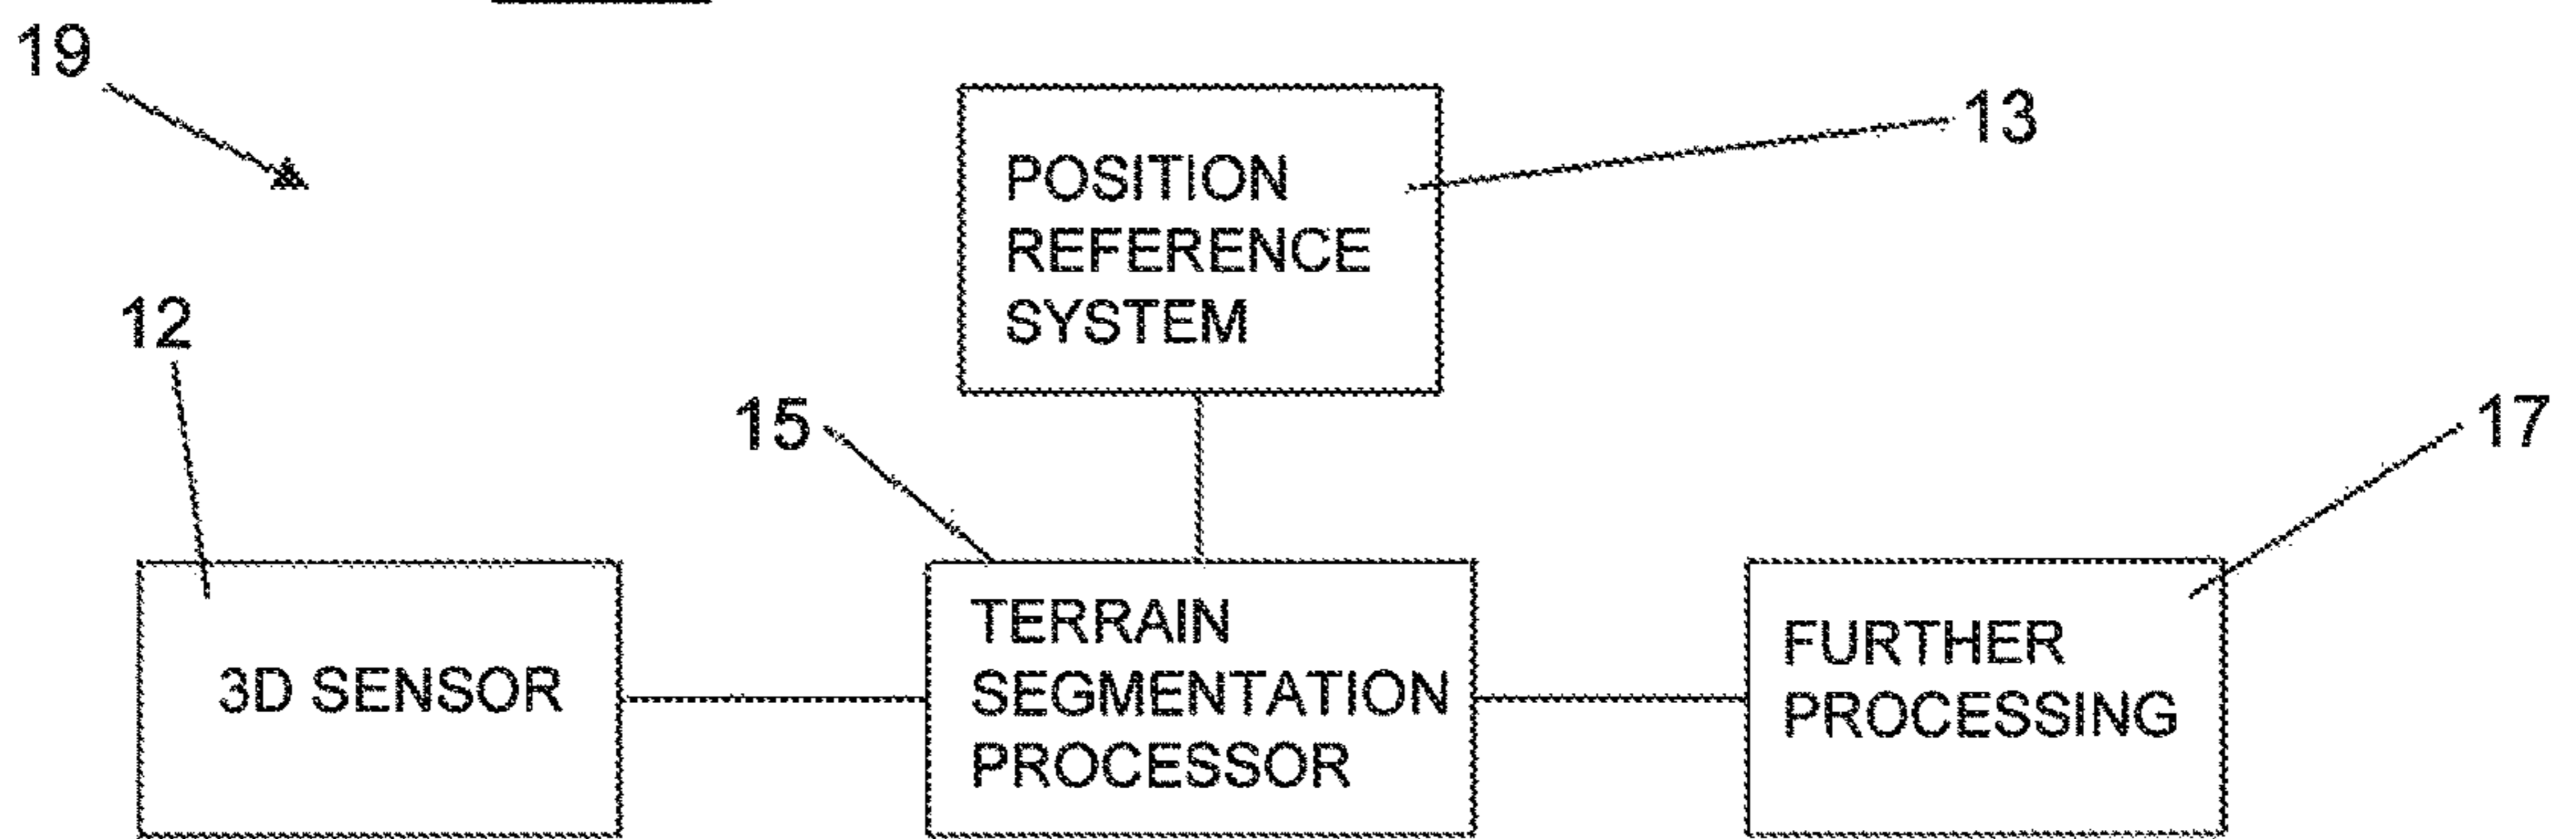 19
POSITION
REFERENCE
SYSTEM
13
12
15
17
3D SENSOR
TERRAIN
SEGMENTATION
PROCESSOR
FURTHER
PROCESSING